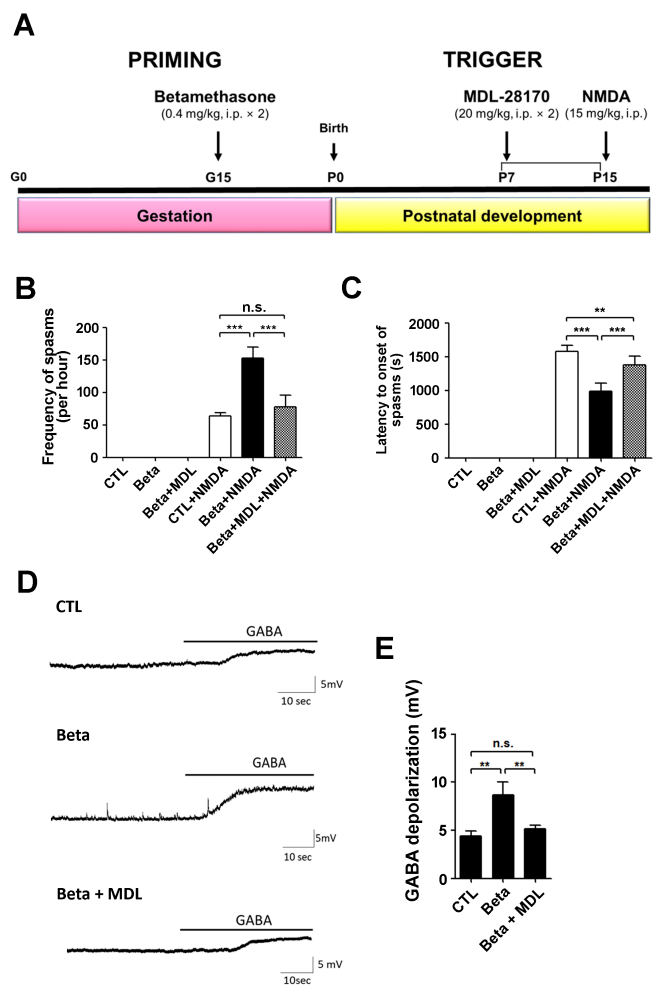 A
PRIMING TRIGGER
Betamethasone MDL-28170 NMDA
(0.4 mg/kg, i.p. × 2) (20 mg/kg, i.p. × 2) (15 mg/kg, i.p.)
Birth
G0 G15 P0 P7 P15
Gestation Postnatal development
B
Frequency of spasms
(per hour)
200
150
100
50
0
n.s.
*** ***
CTL
Beta
Beta+MDL
CTL+NMDA
Beta+NMDA
Beta+MDL+NMDA
C
Latency to onset of
spasms (s)
2000
1500
1000
500
0
**
*** ***
CTL
Beta
Beta+MDL
CTL+NMDA
Beta+NMDA
Beta+MDL+NMDA
D
CTL
GABA
5mV
10 sec
Beta
GABA
5mV
10 sec
Beta + MDL
GABA
5 mV
10sec
E
GABA depolarization (mV)
15
10
5
0
n.s.
** **
CTL
Beta
Beta + MDL